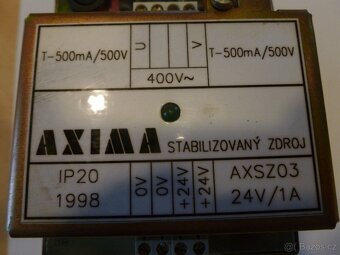 T-500mA/500V
U
V
T-500mA/500V
400V~
AXIMA STABILIZOVANÝ ZDROJ
IP20
1998
0V
0V
+24V
+24V
AXSZ03
24V/1A
Bazos.cz